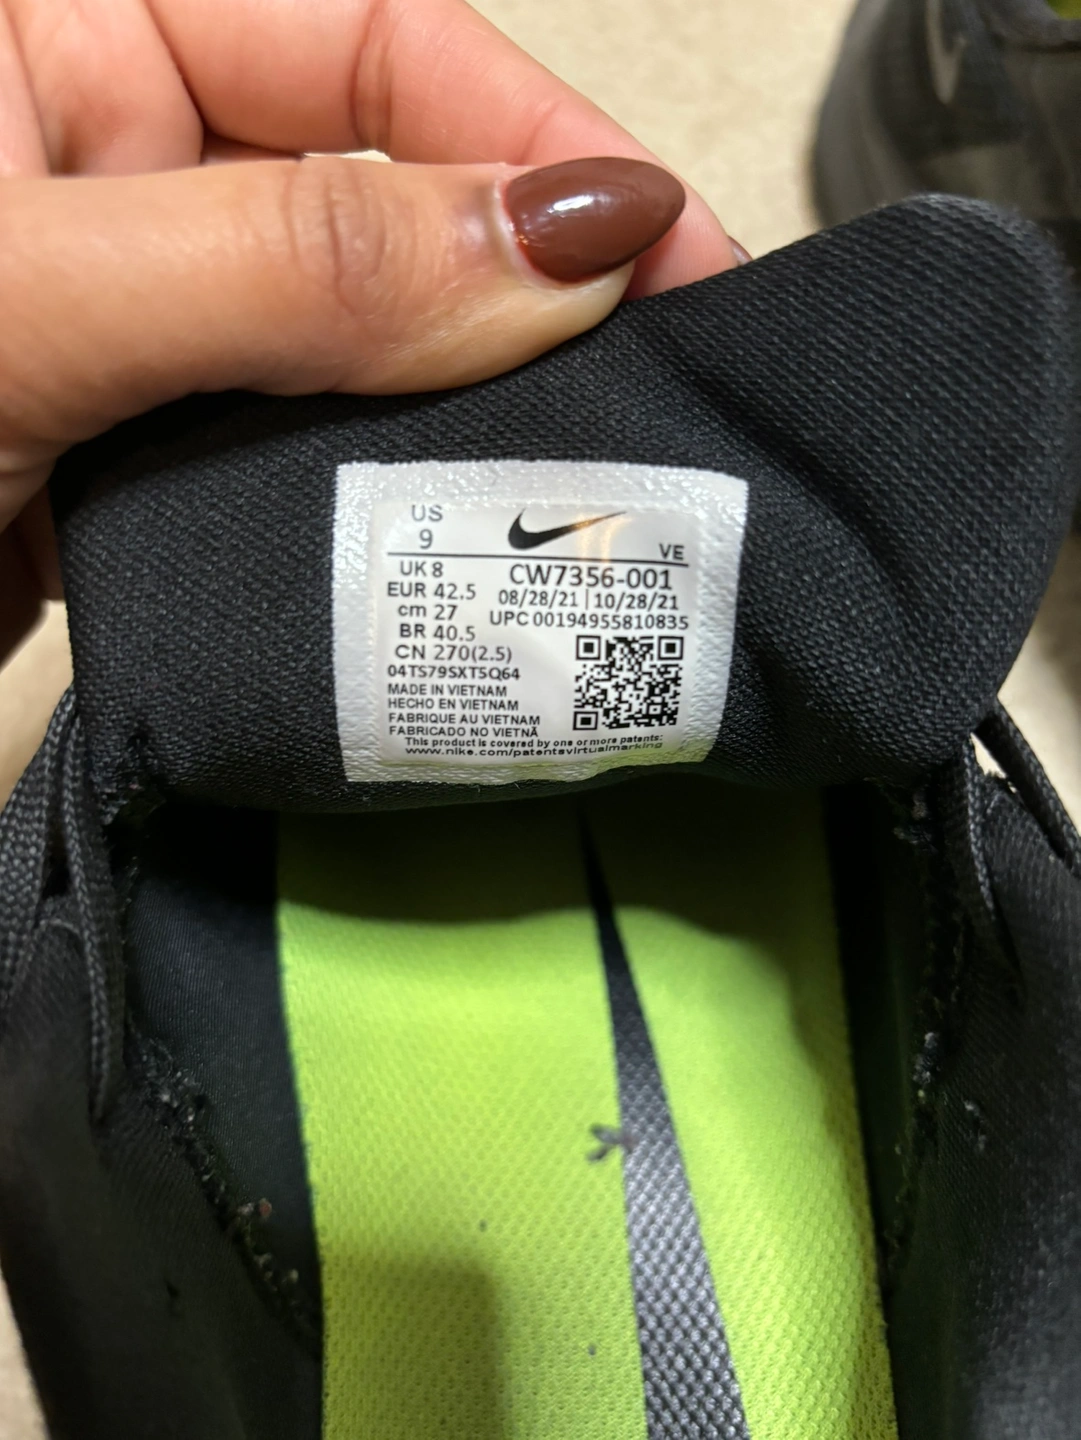 US
9
VE
UK 8
EUR 42.5
cm 27
BR 40.5
CN 270(2.5)
CW7356-001
08/28/21 | 10/28/21
UPC 00194955810835
04TS79SXT5Q64
MADE IN VIETNAM
HECHO EN VIETNAM
FABRIQUE AU VIETNAM
FABRICADO NO VIETNÃ
This product is covered by one or more patents:
www.nike.com/patentsvirtualmarking